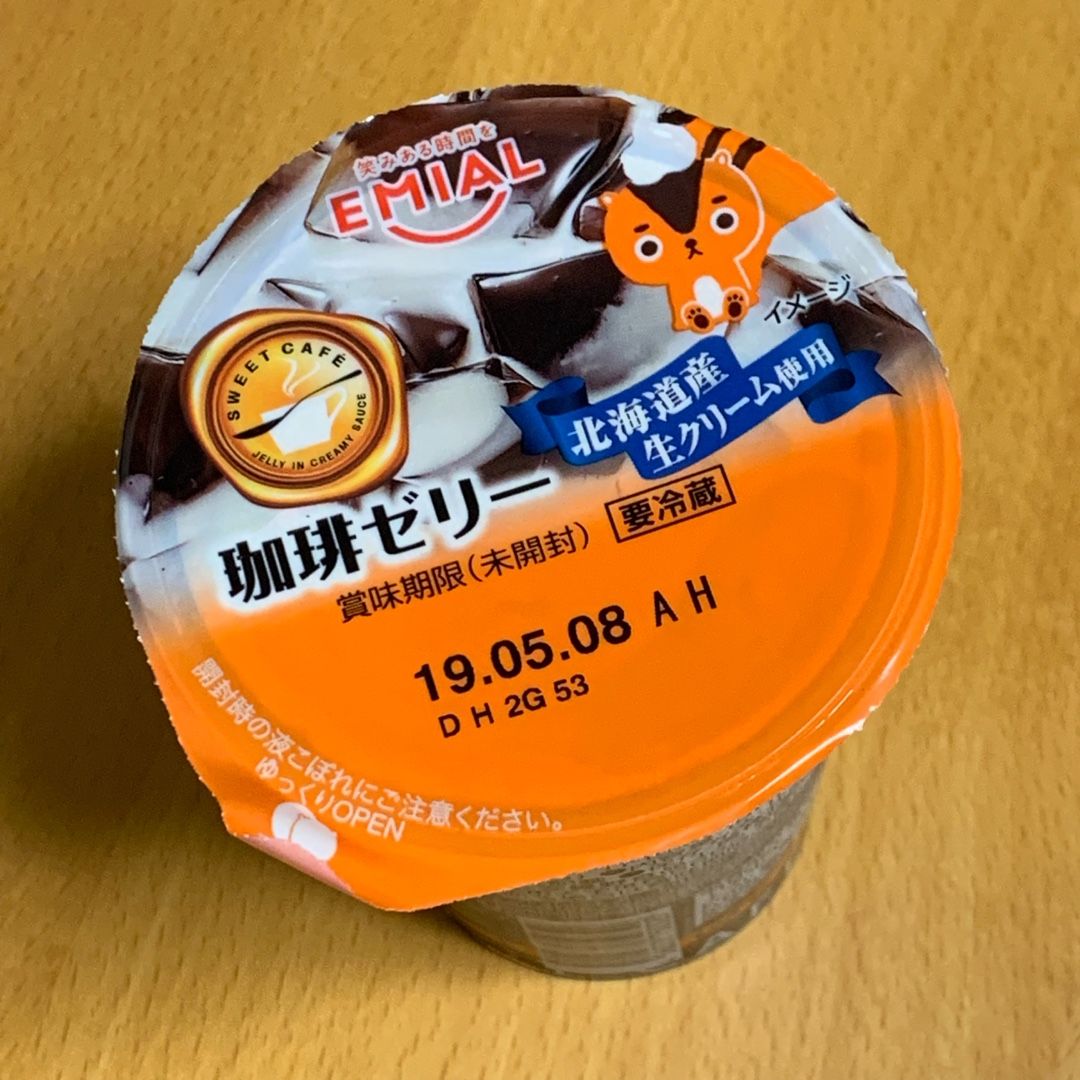 笑みある時間を
EMIAL
イメージ
SWEET CAFÉ
JELLY IN CREAMY SAUCE
北海道産
生クリーム使用
珈琲ゼリー
要冷蔵
賞味期限(未開封)
19.05.08 A H
D H 2G 53
開封時の液こぼれにご注意ください。
ゆっくりOPEN